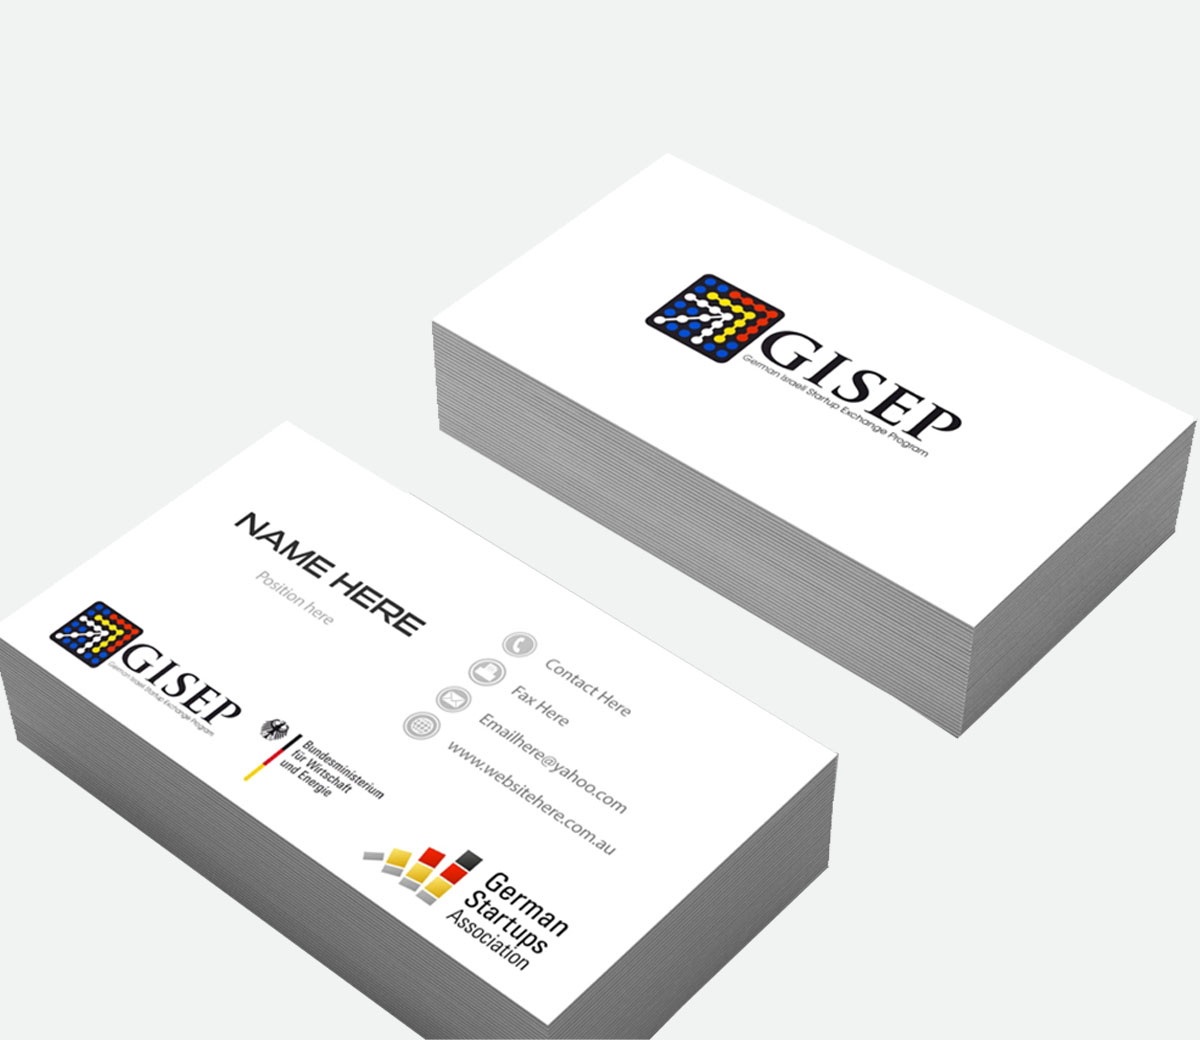 GISEP
German Israeli Startup Exchange Program
NAME HERE
Position here
Contact Here
Fax Here
Emailhere@yahoo.com
www.websitehere.com.au
GISEP
German Israeli Startup Exchange Program
Bundesministerium
für Wirtschaft
und Energie
German
Startups
Association